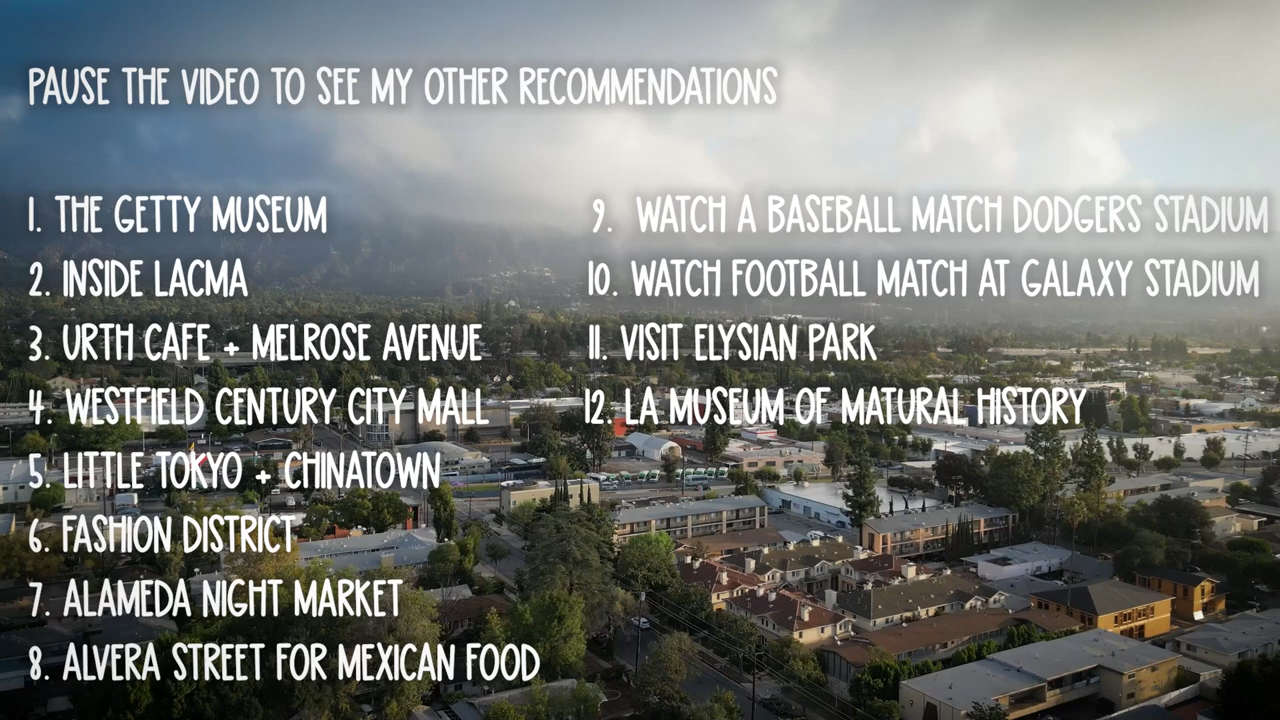 PAUSE THE VIDEO TO SEE MY OTHER RECOMMENDATIONS
1. THE GETTY MUSEUM
2. INSIDE LACMA
3. URTH CAFE + MELROSE AVENUE
4. WESTFIELD CENTURY CITY MALL
5. LITTLE TOKYO + CHINATOWN
6. FASHION DISTRICT
7. ALAMEDA NIGHT MARKET
8. ALVERA STREET FOR MEXICAN FOOD
9. WATCH A BASEBALL MATCH DODGERS STADIUM
10. WATCH FOOTBALL MATCH AT GALAXY STADIUM
11. VISIT ELYSIAN PARK
12. LA MUSEUM OF MATURAL HISTORY